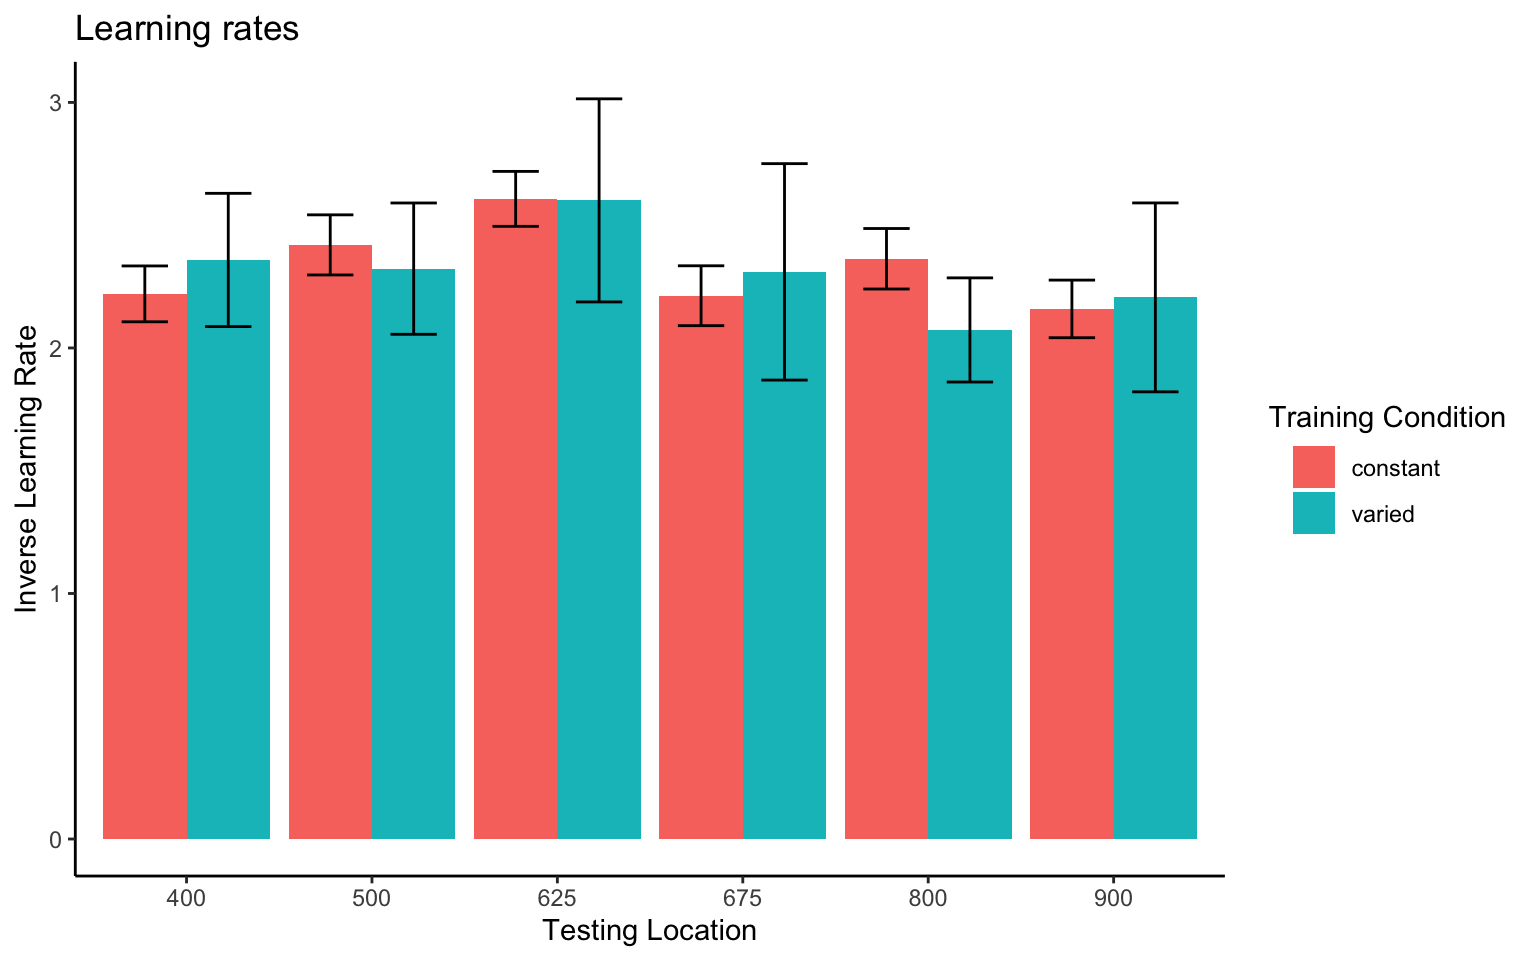 Learning rates
3
2
1
0
Inverse Learning Rate
400 500 625 675 800 900
Testing Location
Training Condition
constant
varied